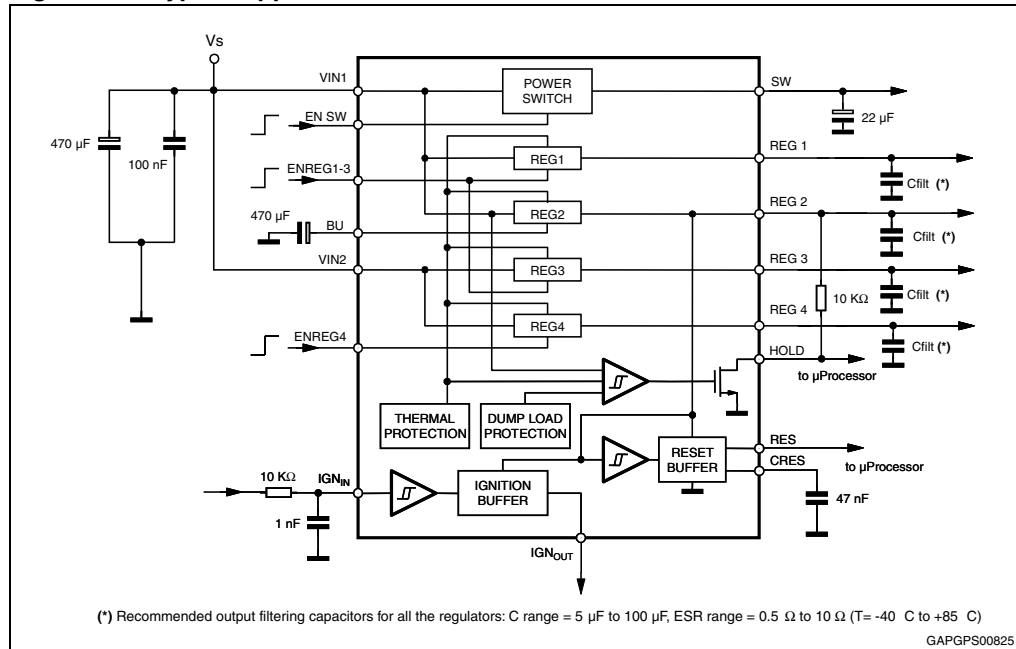 Vs
VIN1
POWER
SWITCH
SW
EN SW
470 µF
100 nF
22 µF
REG 1
REG1
ENREG1-3
Cfilt (*)
470 µF
BU
REG2
REG 2
Cfilt (*)
VIN2
REG3
REG 3
10 KΩ
Cfilt (*)
REG 4
REG4
ENREG4
Cfilt (*)
HOLD
to µProcessor
THERMAL
PROTECTION
DUMP LOAD
PROTECTION
RES
RESET
BUFFER
CRES
to µProcessor
10 KΩ
IGNIN
IGNITION
BUFFER
47 nF
1 nF
IGNOUT
(*) Recommended output filtering capacitors for all the regulators: C range = 5 µF to 100 µF, ESR range = 0.5 Ω to 10 Ω (T= -40 C to +85 C)
GAPGPS00825